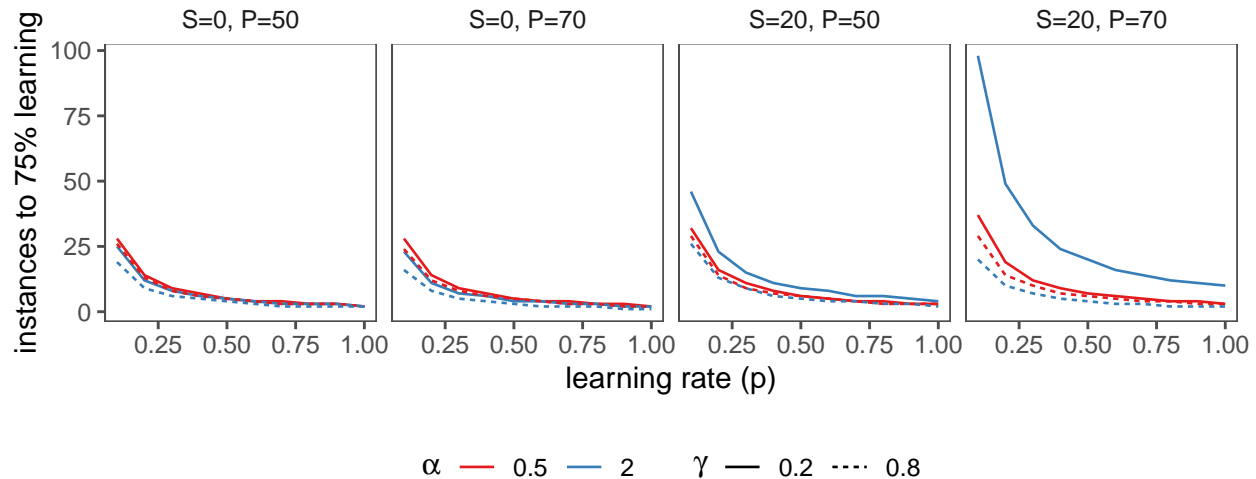 S=0, P=50 S=0, P=70 S=20, P=50 S=20, P=70
instances to 75% learning
100
75
50
25
0
0.25 0.50 0.75 1.00 0.25 0.50 0.75 1.00 0.25 0.50 0.75 1.00 0.25 0.50 0.75 1.00
learning rate (p)
α 0.5 2 γ 0.2 0.8